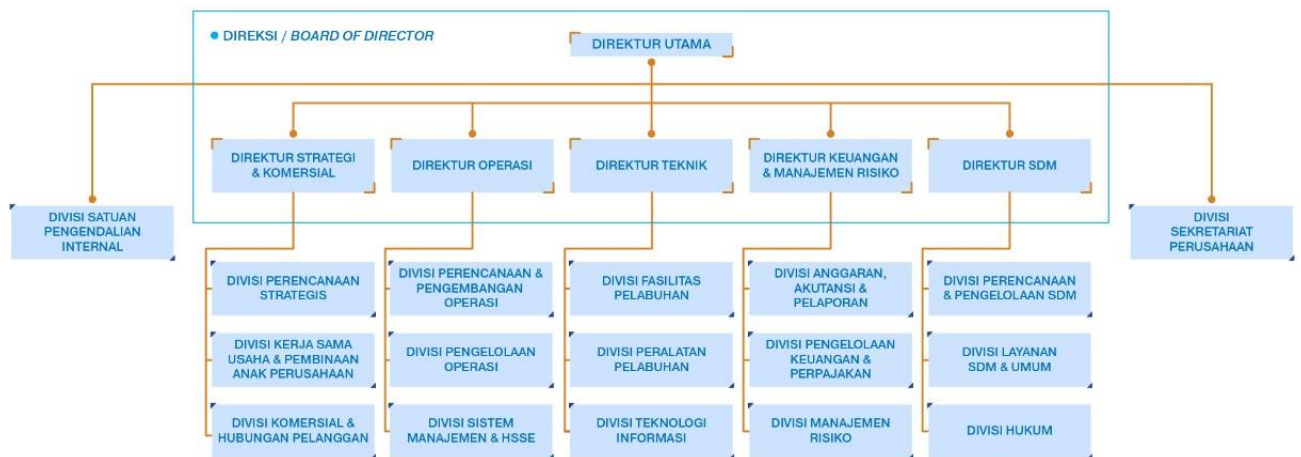 DIREKSI / BOARD OF DIRECTOR
DIREKTUR UTAMA
DIREKTUR STRATEGI
& KOMERSIAL
DIREKTUR OPERASI
DIREKTUR TEKNIK
DIREKTUR KEUANGAN
& MANAJEMEN RISIKO
DIREKTUR SDM
DIVISI SATUAN
PENGENDALIAN
INTERNAL
DIVISI
SEKRETARIAT
PERUSAHAAN
DIVISI PERENCANAAN
STRATEGIS
DIVISI PERENCANAAN &
PENGEMBANGAN
OPERASI
DIVISI FASILITAS
PELABUHAN
DIVISI ANGGARAN,
AKUTANSI &
PELAPORAN
DIVISI PERENCANAAN
& PENGELOLAAN SDM
DIVISI KERJA SAMA
USAHA & PEMBINAAN
ANAK PERUSAHAAN
DIVISI PENGELOLAAN
OPERASI
DIVISI PERALATAN
PELABUHAN
DIVISI PENGELOLAAN
KEUANGAN &
PERPAJAKAN
DIVISI LAYANAN
SDM & UMUM
DIVISI KOMERSIAL &
HUBUNGAN PELANGGAN
DIVISI SISTEM
MANAJEMEN & HSSE
DIVISI TEKNOLOGI
INFORMASI
DIVISI MANAJEMEN
RISIKO
DIVISI HUKUM